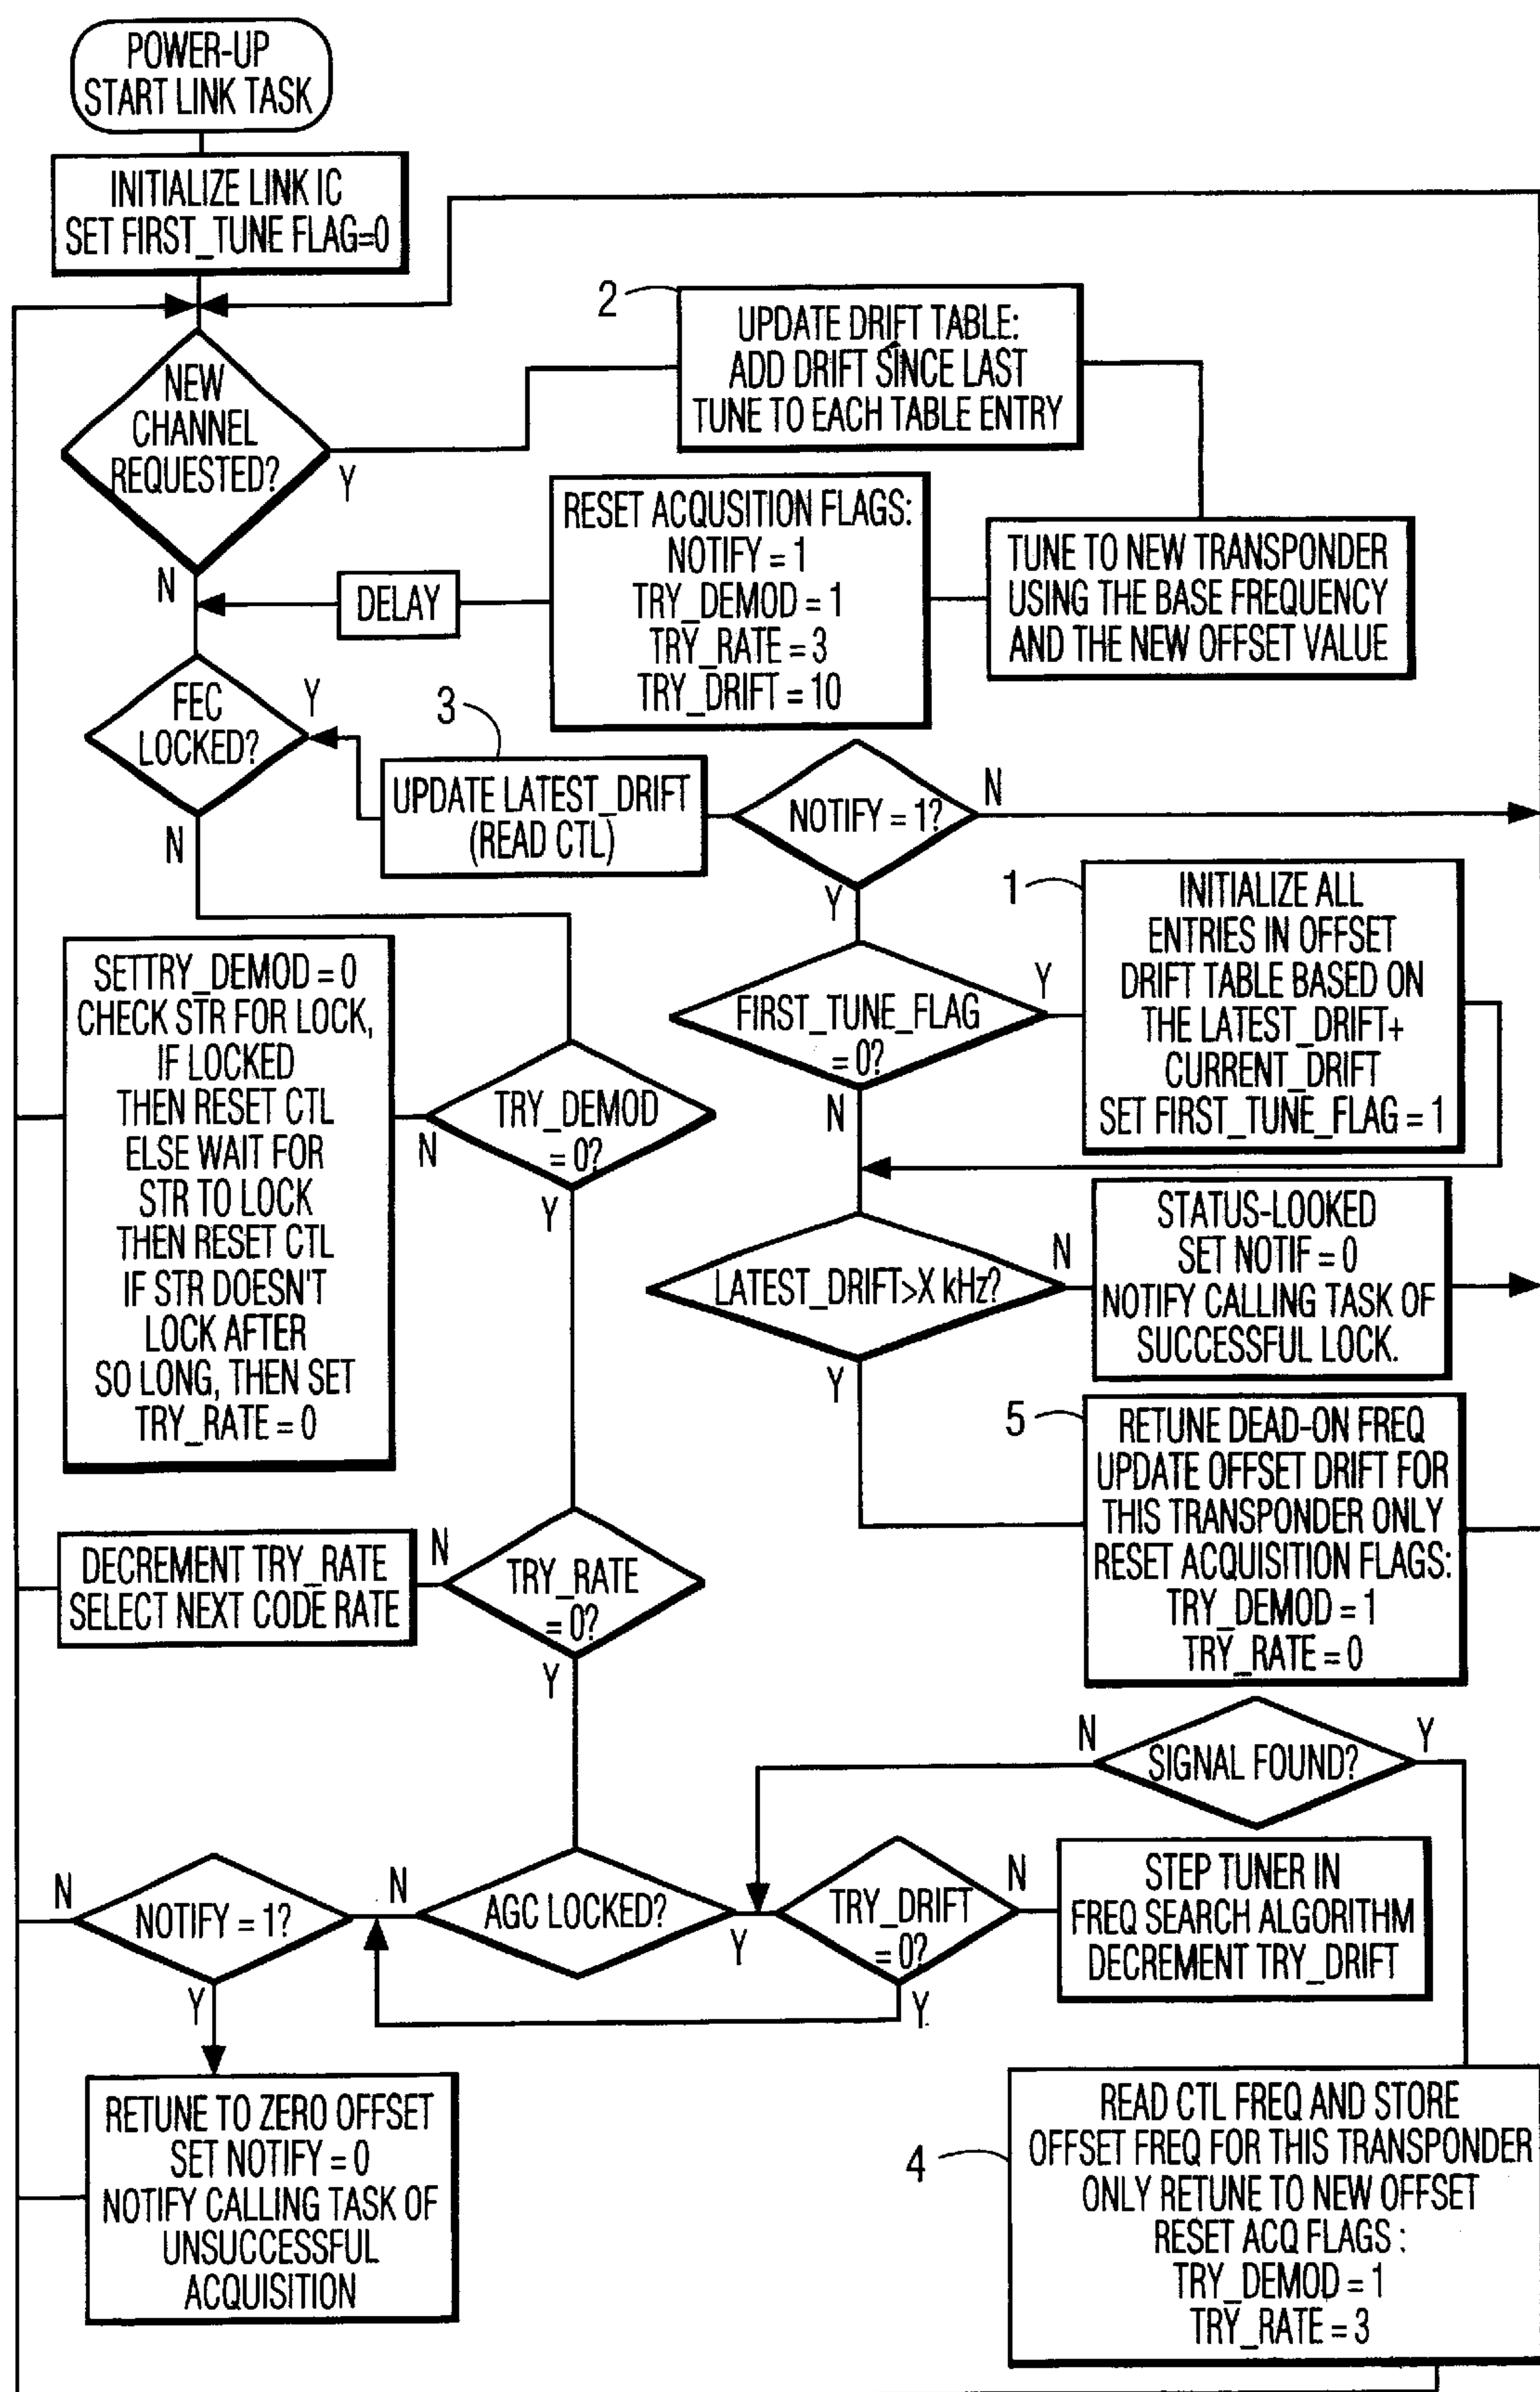 POWER-UP
START LINK TASK
INITIALIZE LINK IC
SET FIRST_TUNE FLAG=0
2
UPDATE DRIFT TABLE:
ADD DRIFT SINCE LAST
TUNE TO EACH TABLE ENTRY
NEW
CHANNEL
REQUESTED?
Y
N
RESET ACQUSITION FLAGS:
NOTIFY = 1
TRY_DEMOD = 1
TRY_RATE = 3
TRY_DRIFT = 10
TUNE TO NEW TRANSPONDER
USING THE BASE FREQUENCY
AND THE NEW OFFSET VALUE
DELAY
FEC
LOCKED?
Y
N
3
UPDATE LATEST_DRIFT
(READ CTL)
NOTIFY = 1?
N
Y
1
INITIALIZE ALL
ENTRIES IN OFFSET
DRIFT TABLE BASED ON
THE LATEST_DRIFT+
CURRENT_DRIFT
SET FIRST_TUNE_FLAG = 1
FIRST_TUNE_FLAG
= 0?
Y
N
SETTRY_DEMOD = 0
CHECK STR FOR LOCK,
IF LOCKED
THEN RESET CTL
ELSE WAIT FOR
STR TO LOCK
THEN RESET CTL
IF STR DOESN'T
LOCK AFTER
SO LONG, THEN SET
TRY_RATE = 0
TRY_DEMOD
= 0?
N
Y
LATEST_DRIFT>X kHz?
N
Y
STATUS-LOOKED
SET NOTIF = 0
NOTIFY CALLING TASK OF
SUCCESSFUL LOCK.
5
RETUNE DEAD-ON FREQ
UPDATE OFFSET DRIFT FOR
THIS TRANSPONDER ONLY
RESET ACQUISITION FLAGS:
TRY_DEMOD = 1
TRY_RATE = 0
DECREMENT TRY_RATE
SELECT NEXT CODE RATE
N
TRY_RATE
= 0?
Y
N
SIGNAL FOUND?
Y
N
NOTIFY = 1?
Y
N
AGC LOCKED?
Y
TRY_DRIFT
= 0?
N
Y
STEP TUNER IN
FREQ SEARCH ALGORITHM
DECREMENT TRY_DRIFT
RETUNE TO ZERO OFFSET
SET NOTIFY = 0
NOTIFY CALLING TASK OF
UNSUCCESSFUL
ACQUISITION
4
READ CTL FREQ AND STORE
OFFSET FREQ FOR THIS TRANSPONDER
ONLY RETUNE TO NEW OFFSET
RESET ACQ FLAGS :
TRY_DEMOD = 1
TRY_RATE = 3